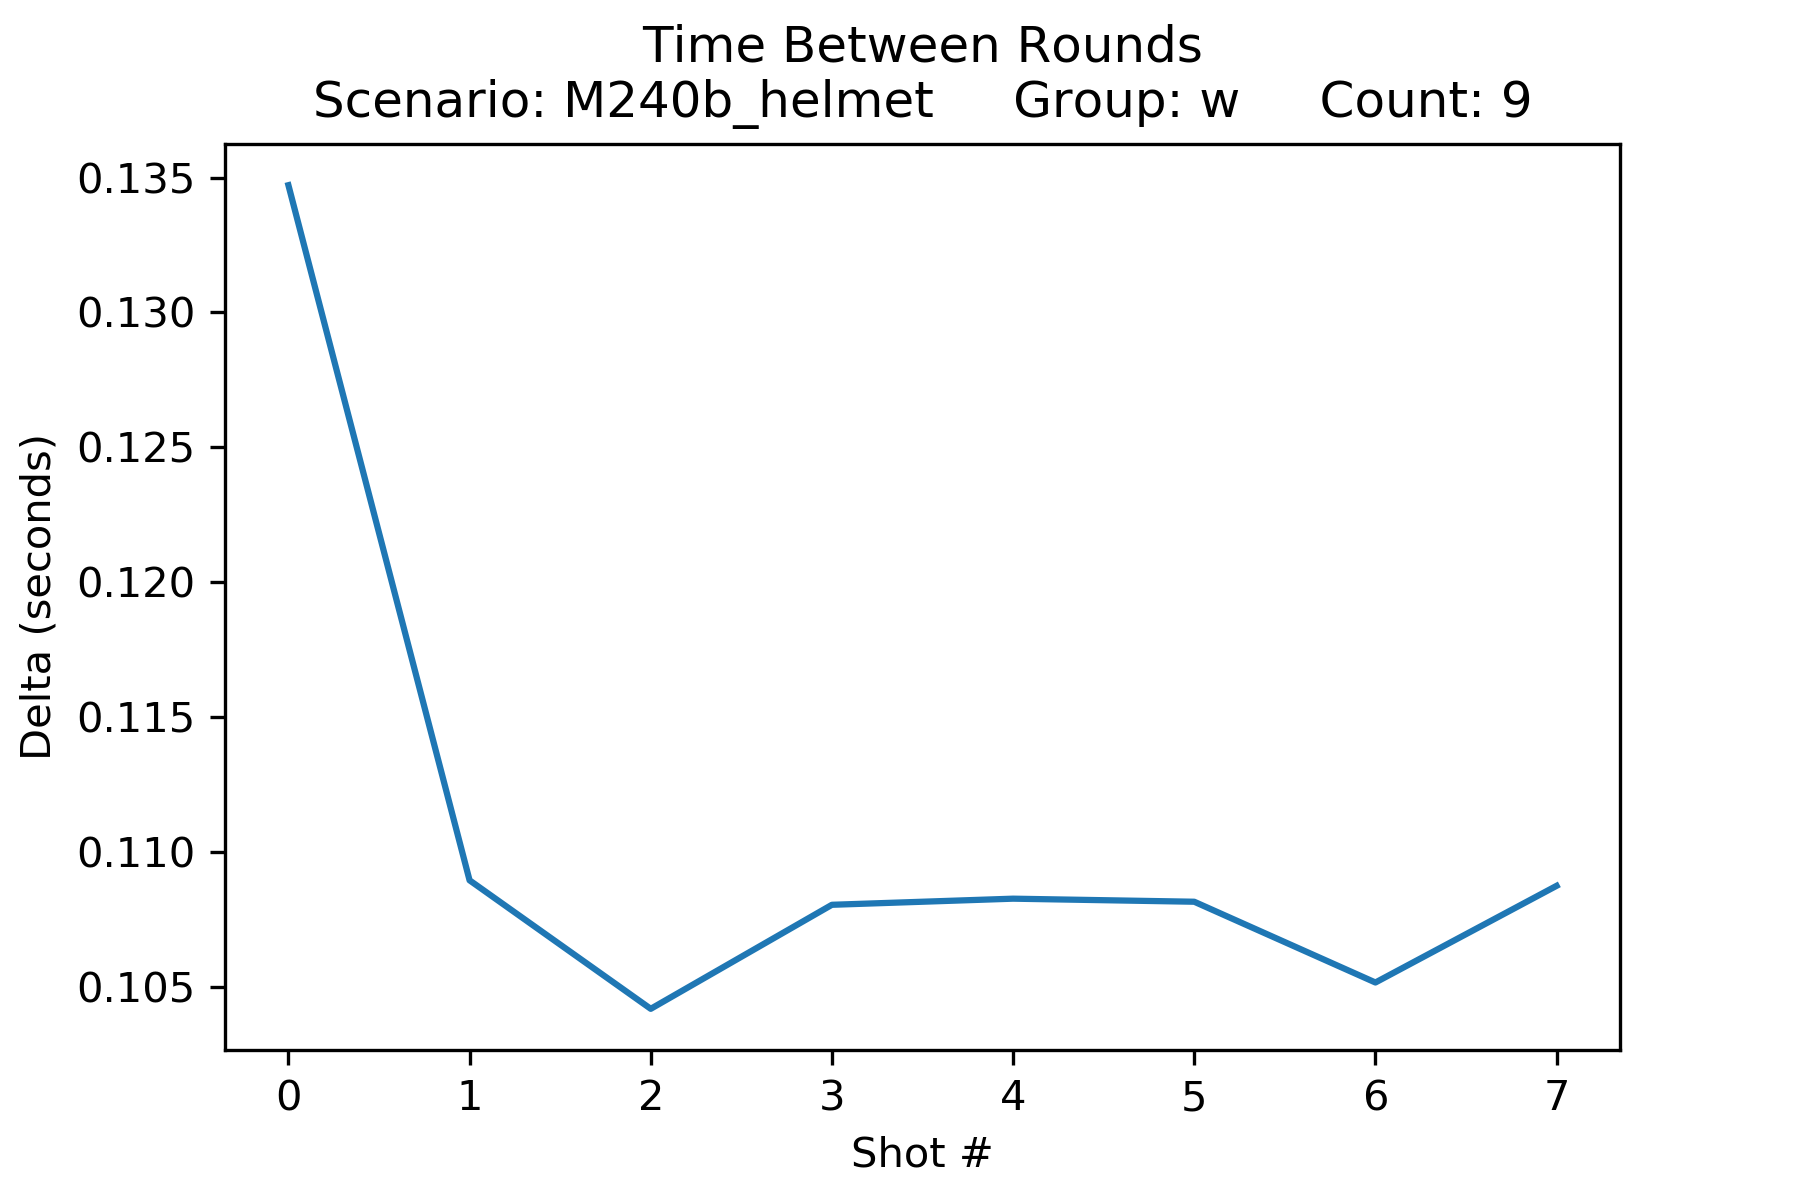 Time Between Rounds
Scenario: M240b_helmet Group: w Count: 9
0.135
0.130
0.125
0.120
0.115
0.110
0.105
Delta (seconds)
0 1 2 3 4 5 6 7
Shot #